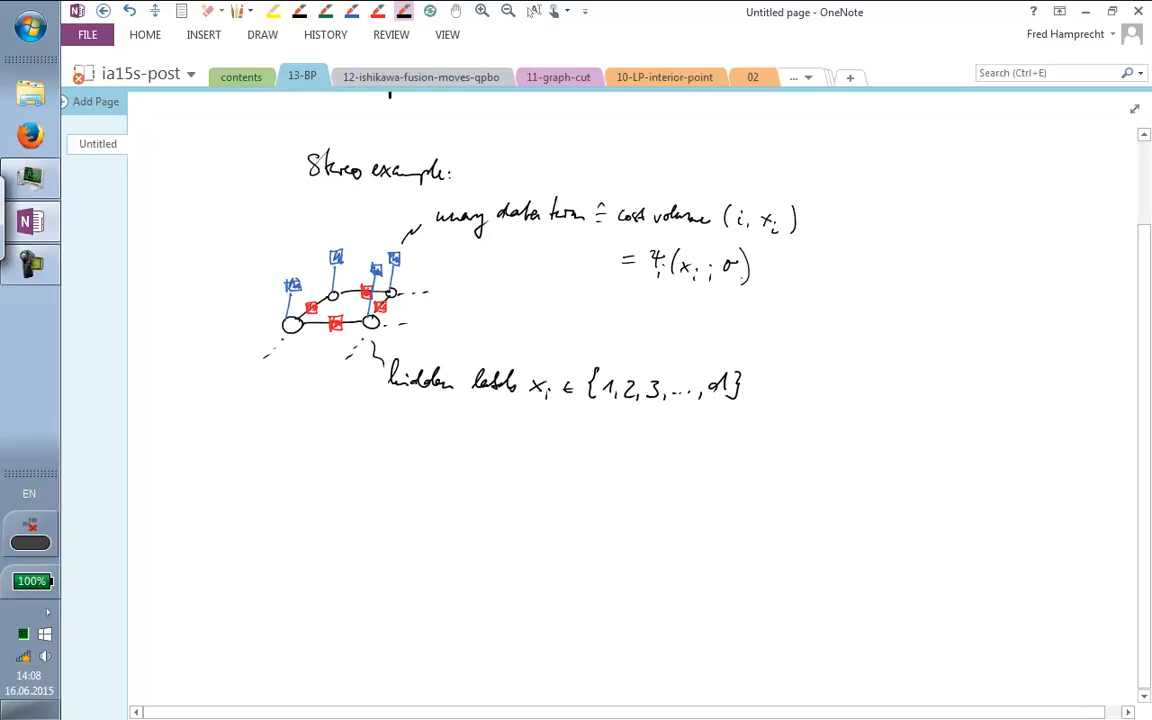 Untitled page - OneNote
FILE HOME INSERT DRAW HISTORY REVIEW VIEW
Fred Hamprecht
ia15s-post
contents 13-BP 12-ishikawa-fusion-moves-qpbo 11-graph-cut 10-LP-interior-point 02 ...
Search (Ctrl+E)
Add Page
Untitled
Stereo example:
unary data term ≙ cost volume (i, xᵢ)
= ψᵢ(xᵢ; σ)
hidden labels xᵢ ∈ {1, 2, 3, ..., d}
EN
100%
14:08
16.06.2015